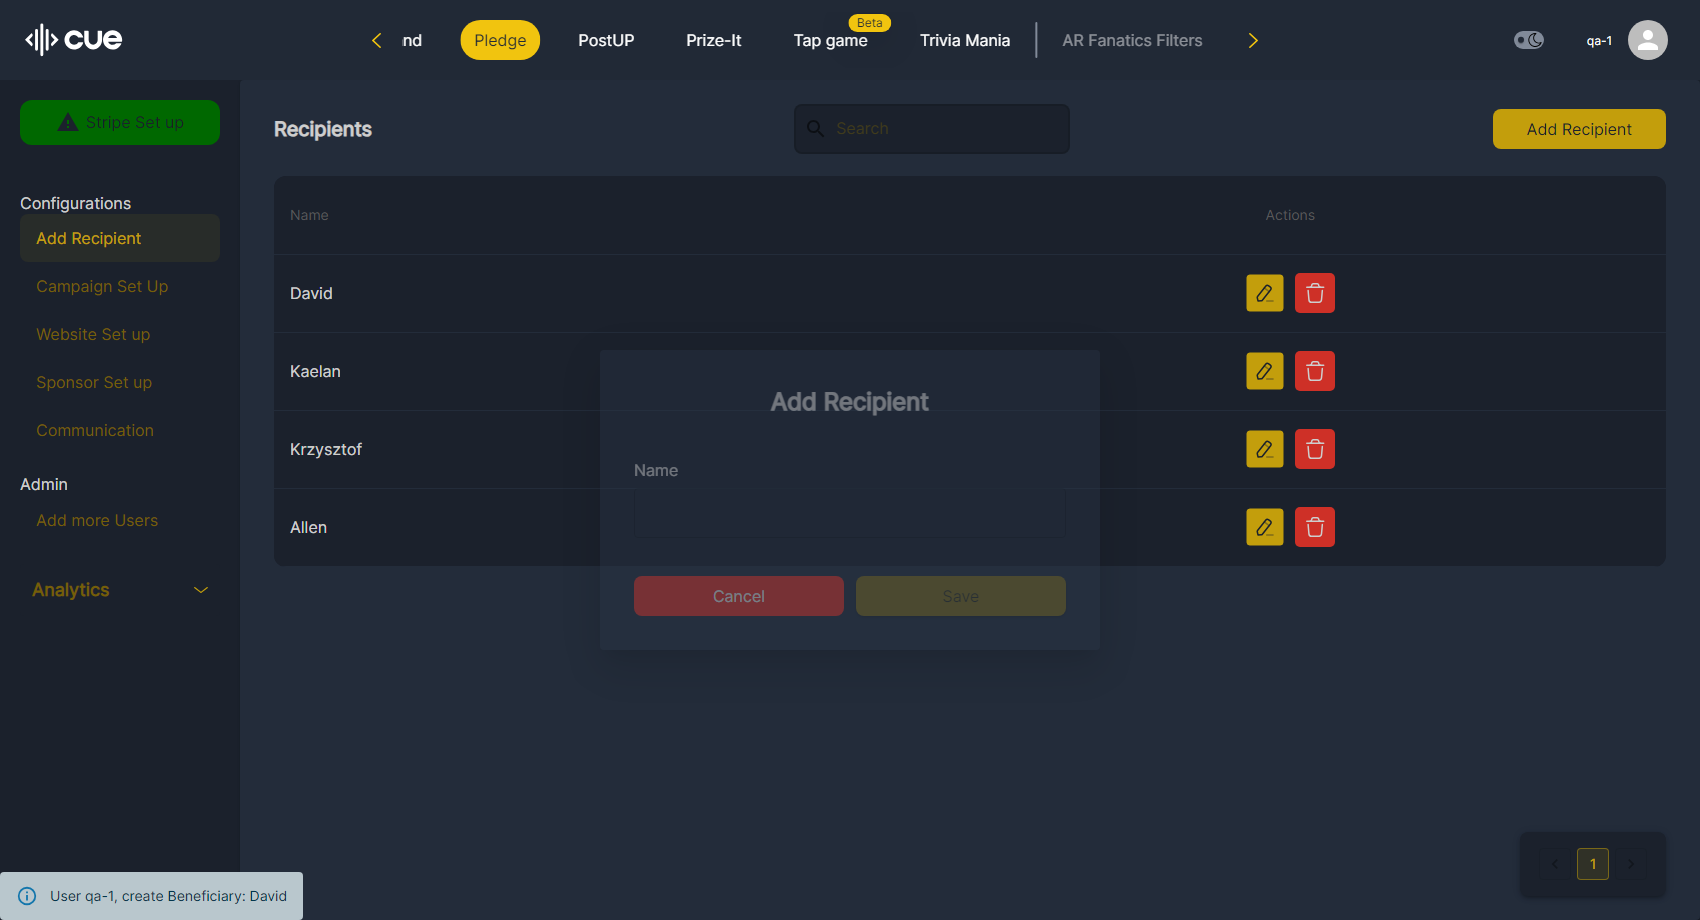 cue
nd
Pledge
PostUP
Prize-It
Beta
Tap game
Trivia Mania
AR Fanatics Filters
qa-1
Stripe Set up
Configurations
Add Recipient
Campaign Set Up
Website Set up
Sponsor Set up
Communication
Admin
Add more Users
Analytics
Recipients
Search
Add Recipient
Name
Actions
David
Kaelan
Krzysztof
Allen
Add Recipient
Name
Cancel
Save
1
User qa-1, create Beneficiary: David